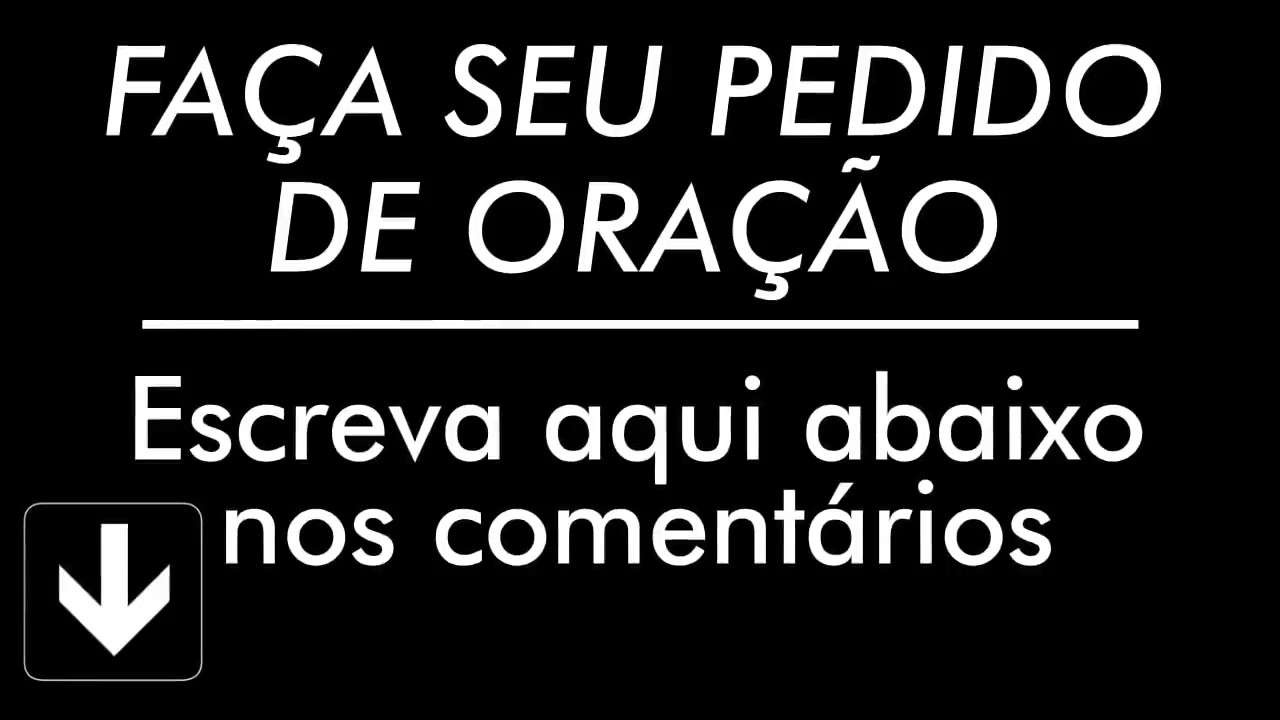 FAÇA SEU PEDIDO
DE ORAÇÃO
Escreva aqui abaixo
nos comentários